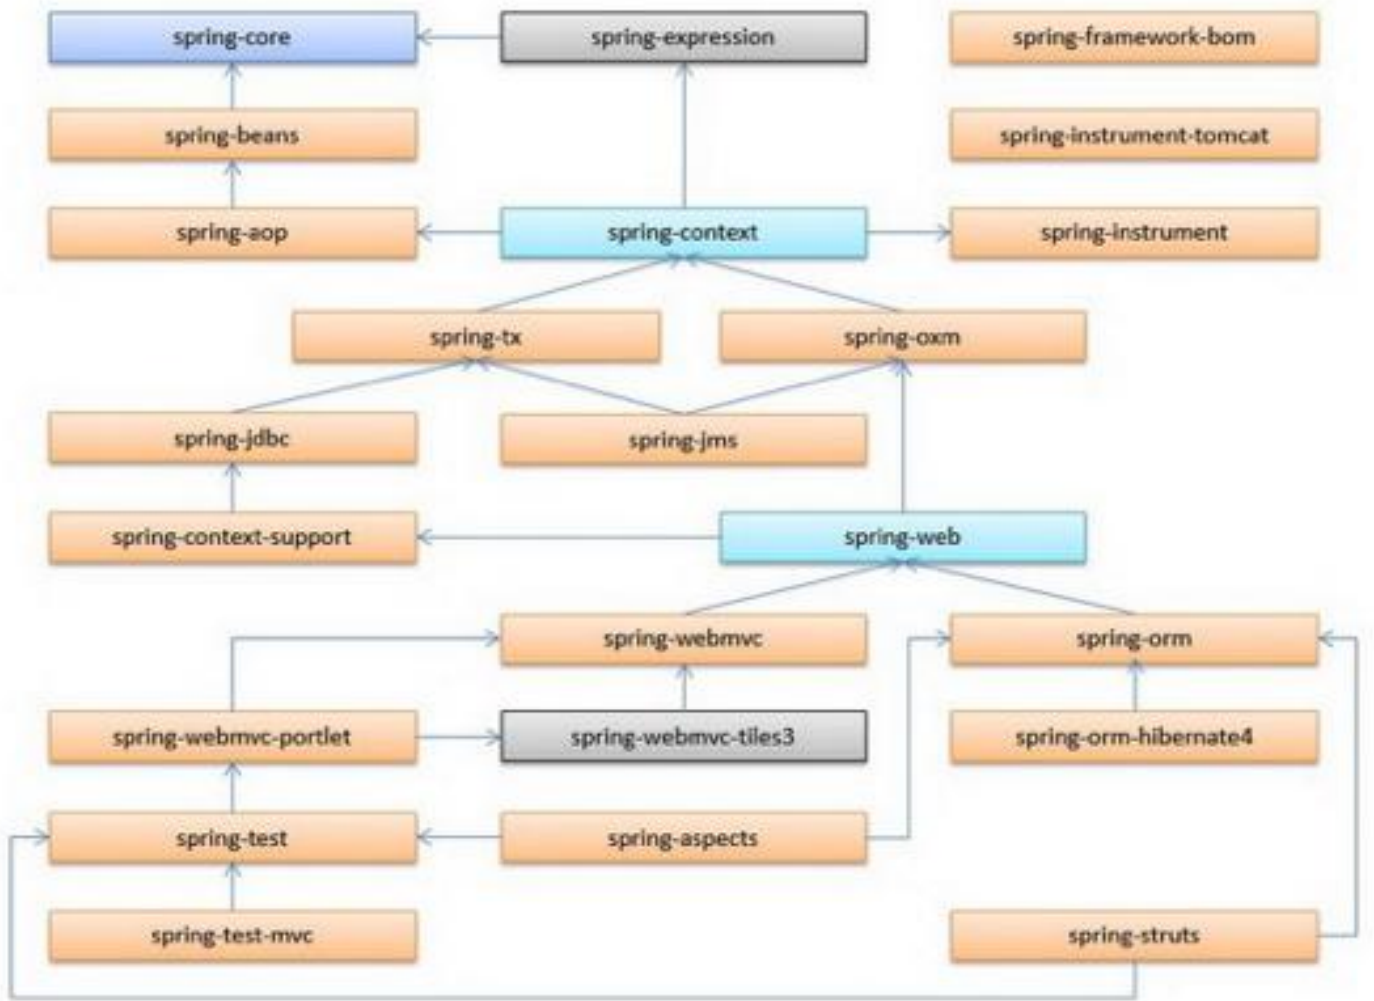 spring-core
spring-expression
spring-framework-bom
spring-beans
spring-instrument-tomcat
spring-aop
spring-context
spring-instrument
spring-tx
spring-oxm
spring-jdbc
spring-jms
spring-context-support
spring-web
spring-webmvc
spring-orm
spring-webmvc-portlet
spring-webmvc-tiles3
spring-orm-hibernate4
spring-test
spring-aspects
spring-test-mvc
spring-struts